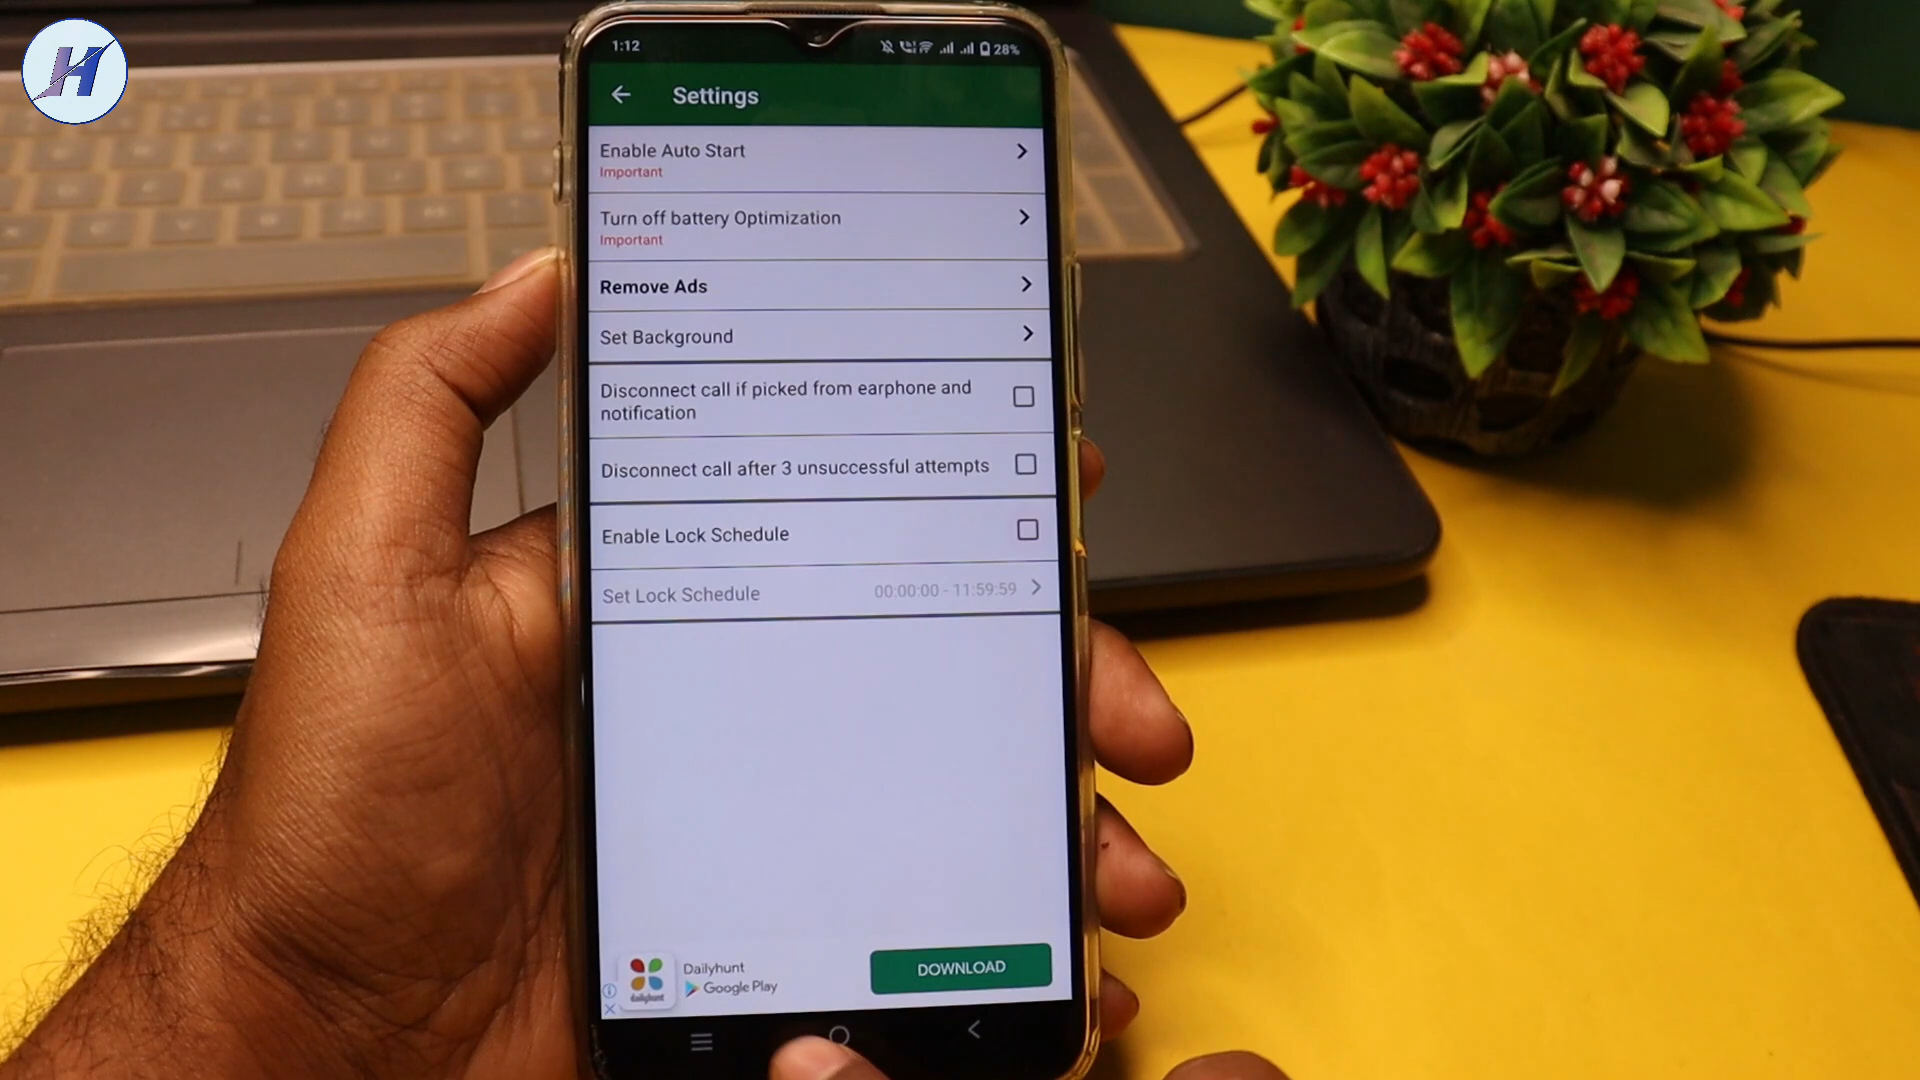 H
1:12
28%
Settings
Enable Auto Start
Important
Turn off battery Optimization
Important
Remove Ads
Set Background
Disconnect call if picked from earphone and
notification
Disconnect call after 3 unsuccessful attempts
Enable Lock Schedule
Set Lock Schedule 00:00:00 - 11:59:59
Dailyhunt
Google Play
dailyhunt
DOWNLOAD